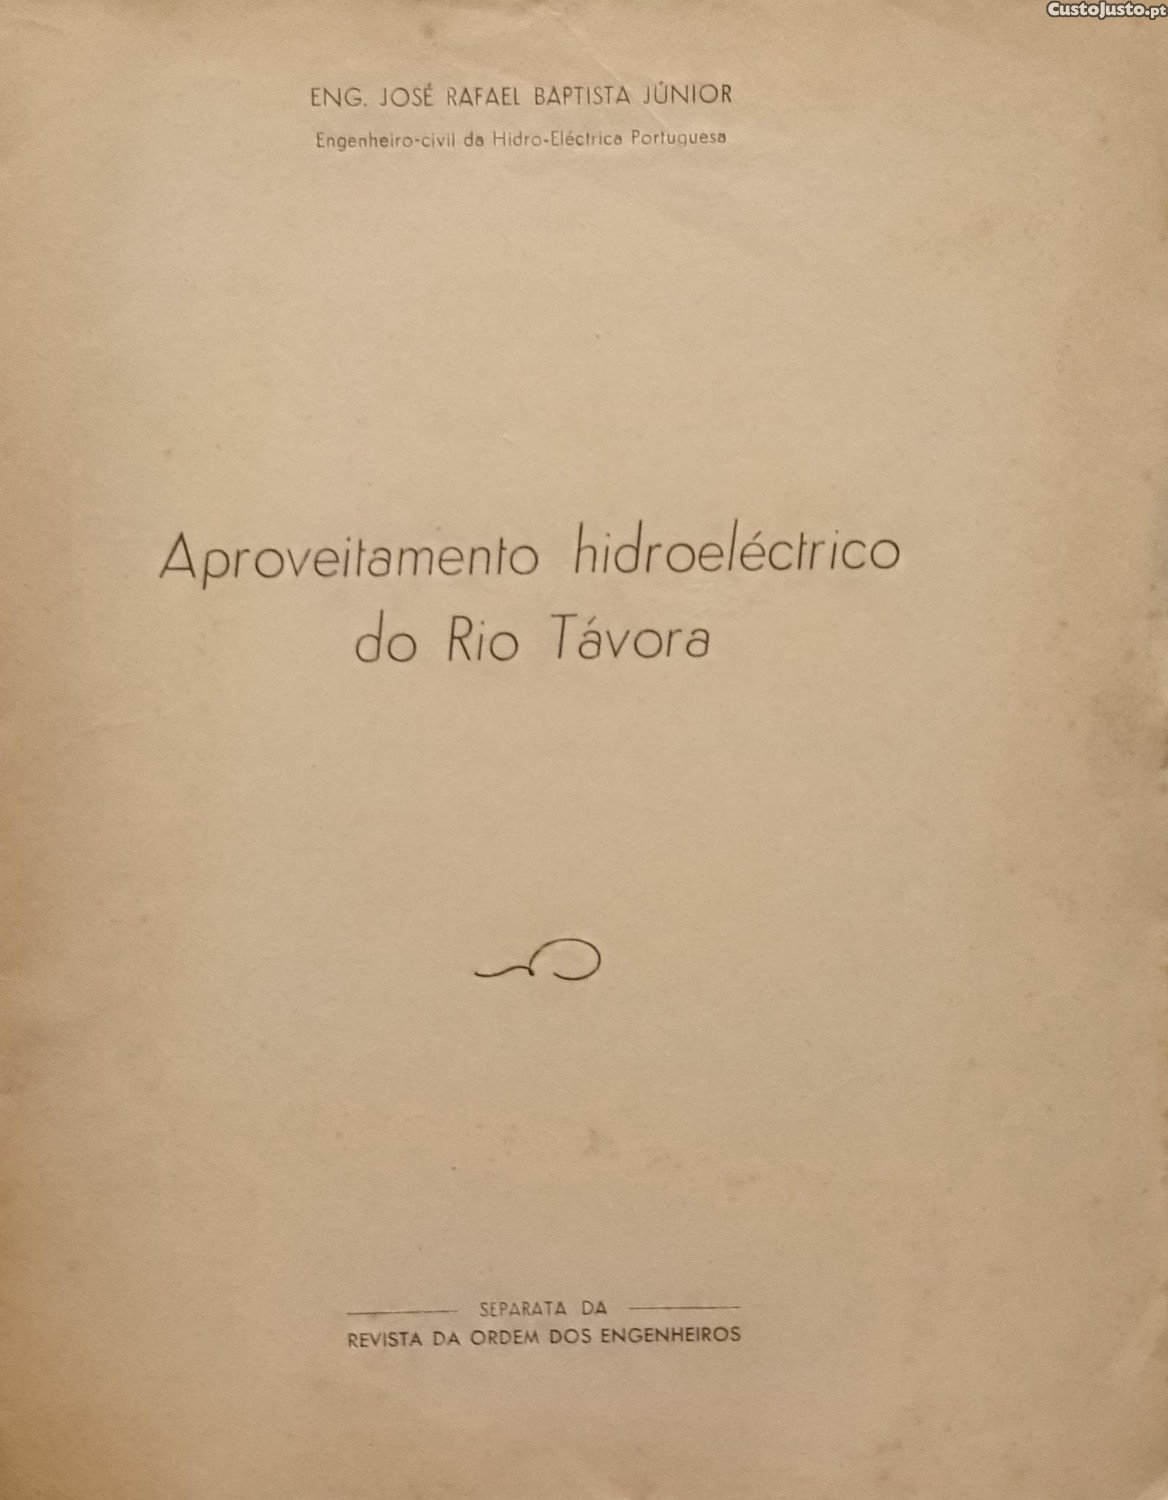 CustoJusto.pt
ENG. JOSÉ RAFAEL BAPTISTA JÚNIOR
Engenheiro-civil da Hidro-Eléctrica Portuguesa
Aproveitamento hidroeléctrico
do Rio Távora
SEPARATA DA
REVISTA DA ORDEM DOS ENGENHEIROS